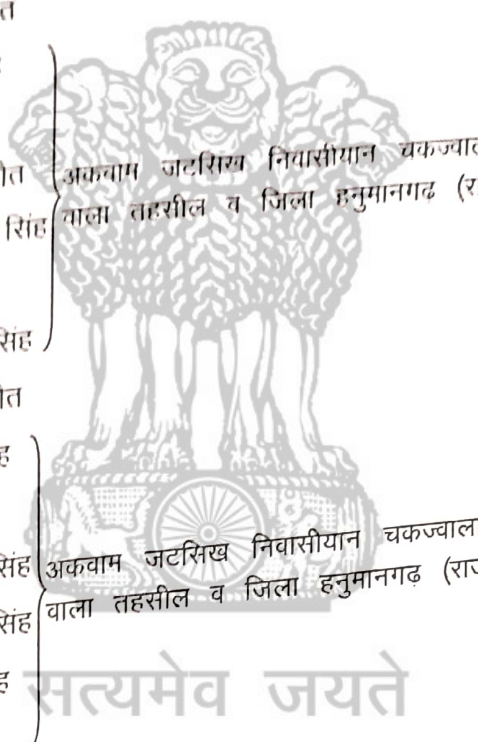 त
ोत अकवाम जटसिख निवासीयान चकज्वाल
सिंह वाला तहसील व जिला हनुमानगढ़ (र
सिंह
ोत
ह
सिंह अकवाम जटसिख निवासीयान चकज्वाल
सिंह वाला तहसील व जिला हनुमानगढ़ (राज
ह
सत्यमेव जयते